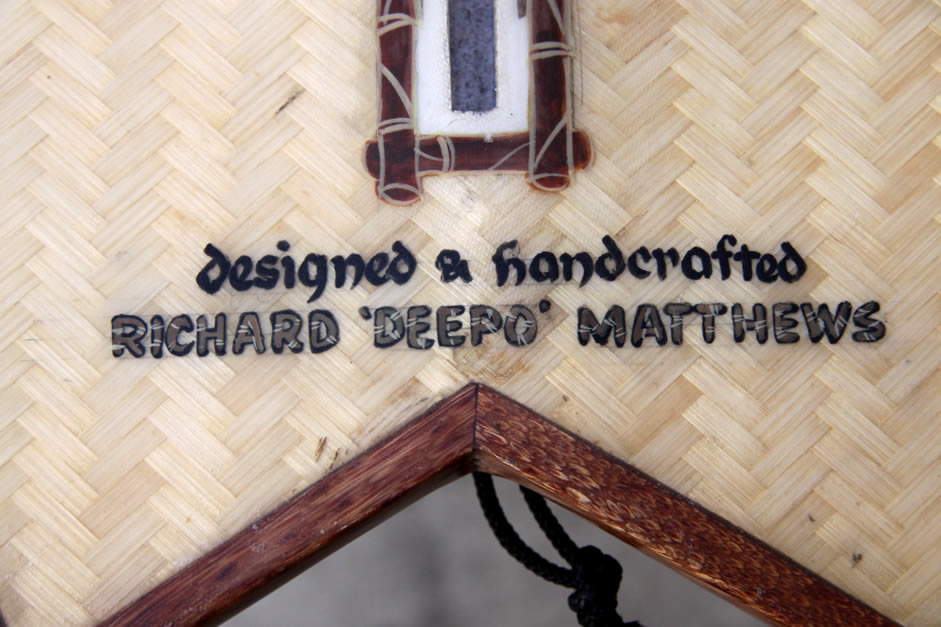 designed & handcrafted
RICHARD 'DEEPO' MATTHEWS